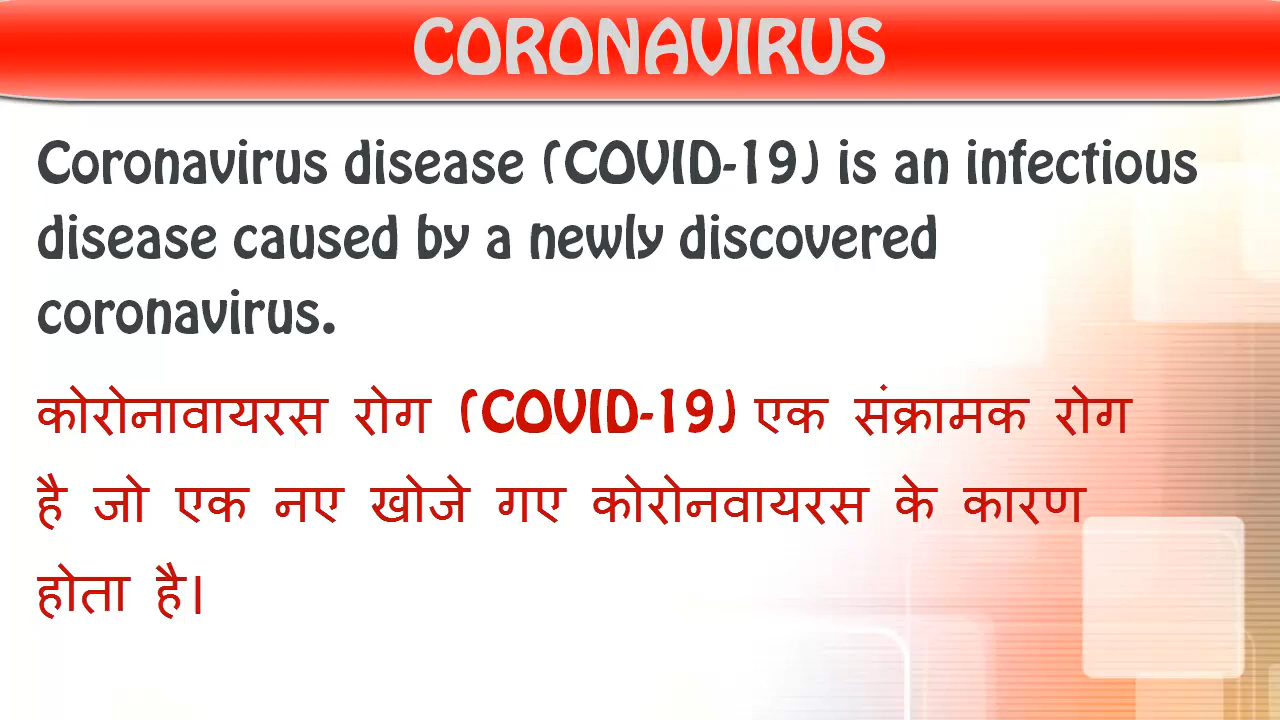 CORONAVIRUS
Coronavirus disease (COVID-19) is an infectious
disease caused by a newly discovered
coronavirus.
कोरोनावायरस रोग (COVID-19) एक संक्रामक रोग
है जो एक नए खोजे गए कोरोनवायरस के कारण
होता है।